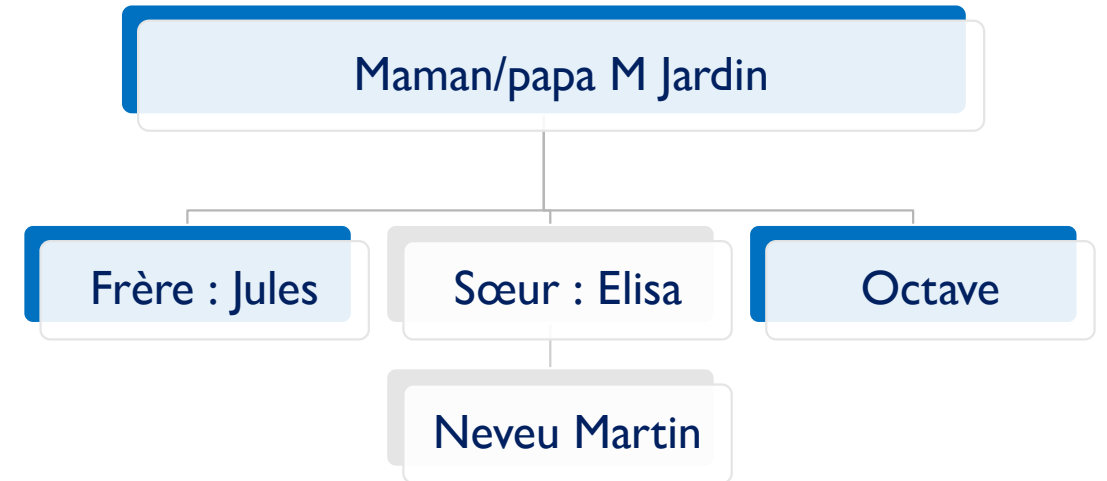 Maman/papa M Jardin
Frère : Jules
Sœur : Elisa
Octave
Neveu Martin